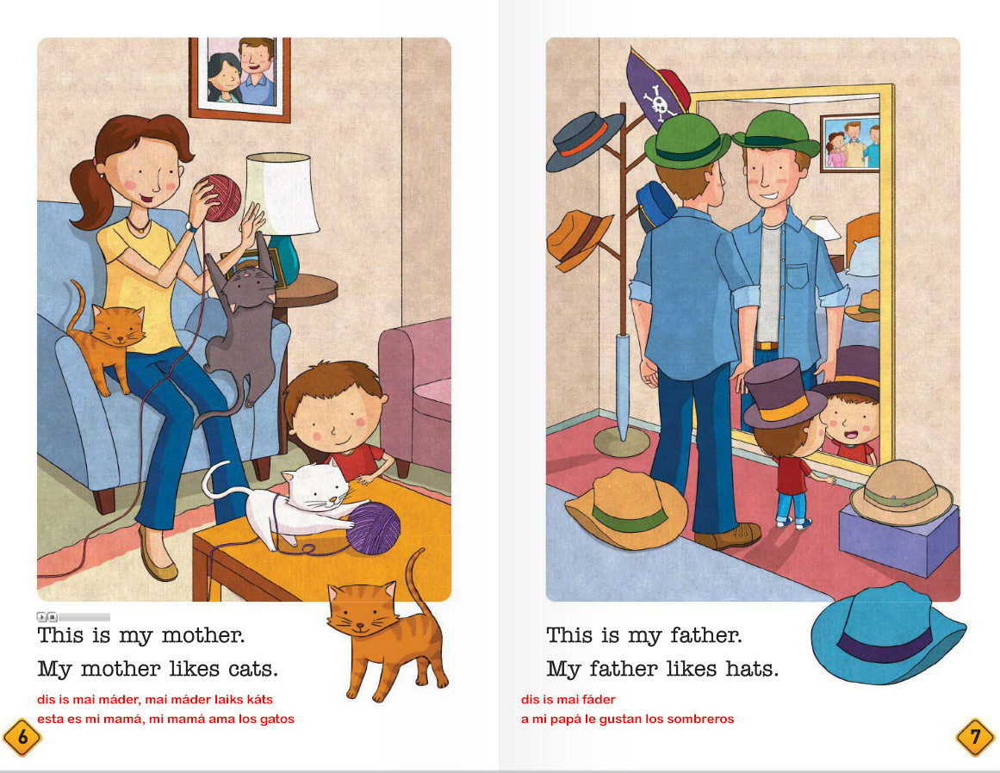 This is my mother.
My mother likes cats.
dis is mai máder, mai máder laiks káts
esta es mi mamá, mi mamá ama los gatos
6
This is my father.
My father likes hats.
dis is mai fáder
a mi papá le gustan los sombreros
7